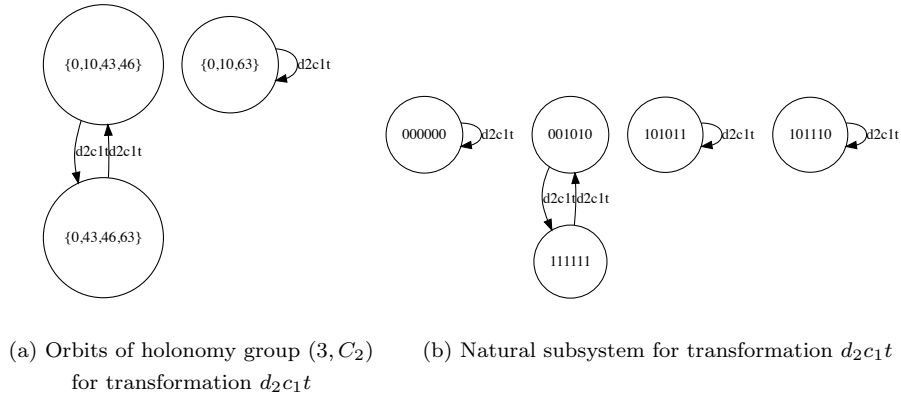 {0,10,43,46}
{0,10,63}
d2c1t
d2c1t
d2c1t
{0,43,46,63}
000000
d2c1t
001010
101011
d2c1t
101110
d2c1t
d2c1t
d2c1t
111111
(a) Orbits of holonomy group (3, C₂)
for transformation d₂c₁t
(b) Natural subsystem for transformation d₂c₁t